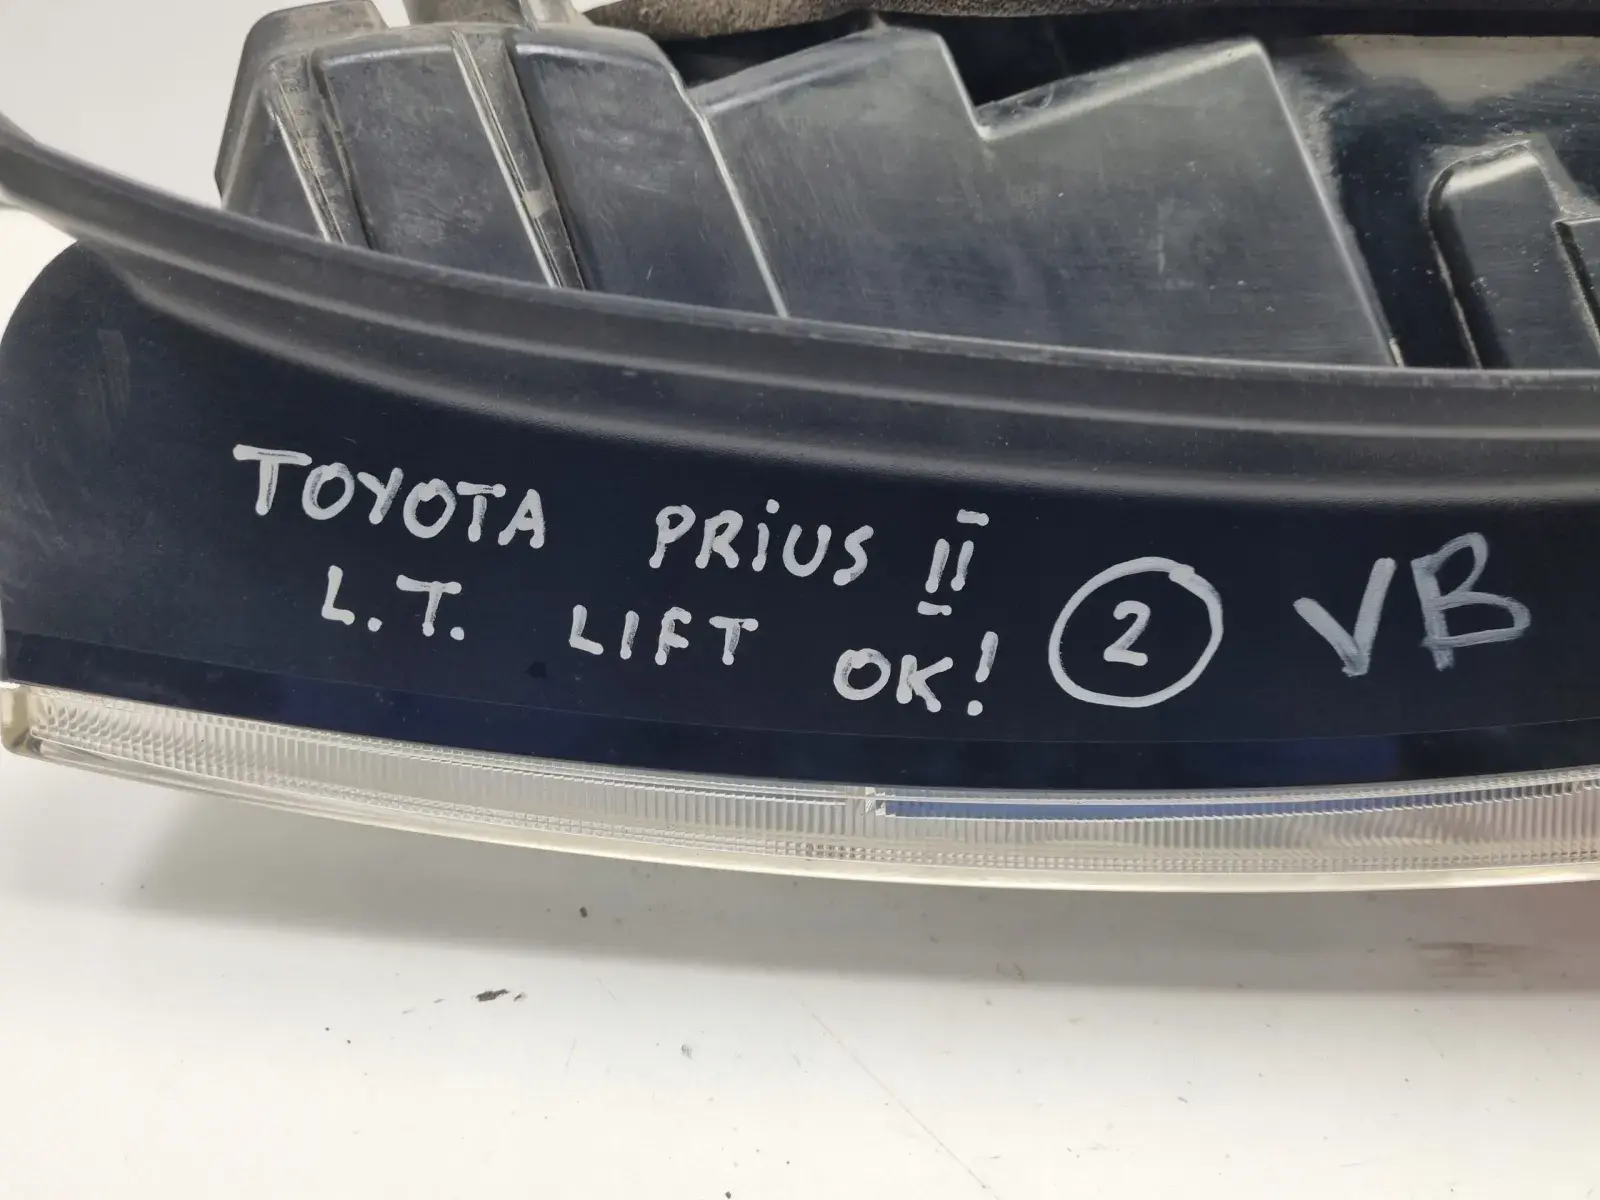 TOYOTA PRiUS II
L.T. LIFT OK! 2 VB